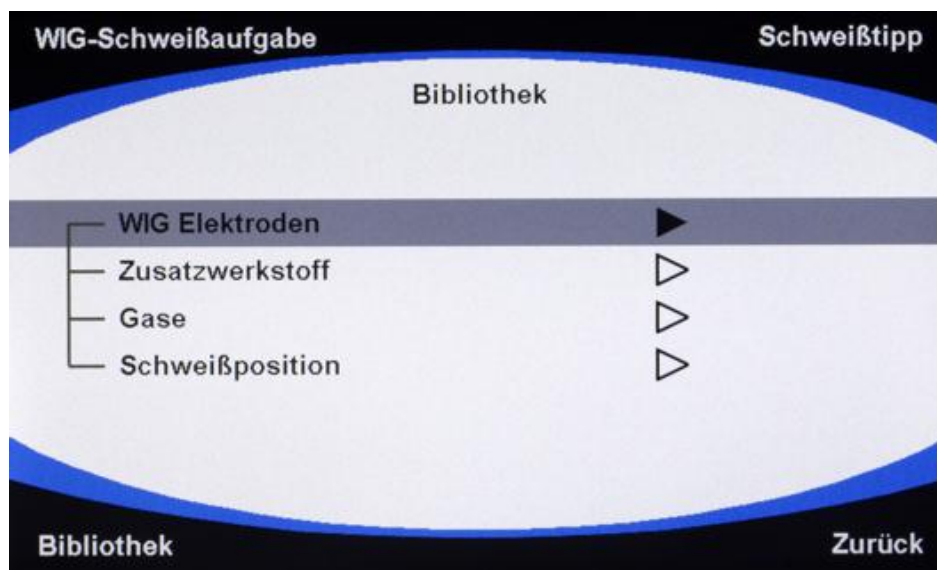 WIG-Schweißaufgabe
Schweißtipp
Bibliothek
WIG Elektroden
Zusatzwerkstoff
Gase
Schweißposition
Bibliothek
Zurück